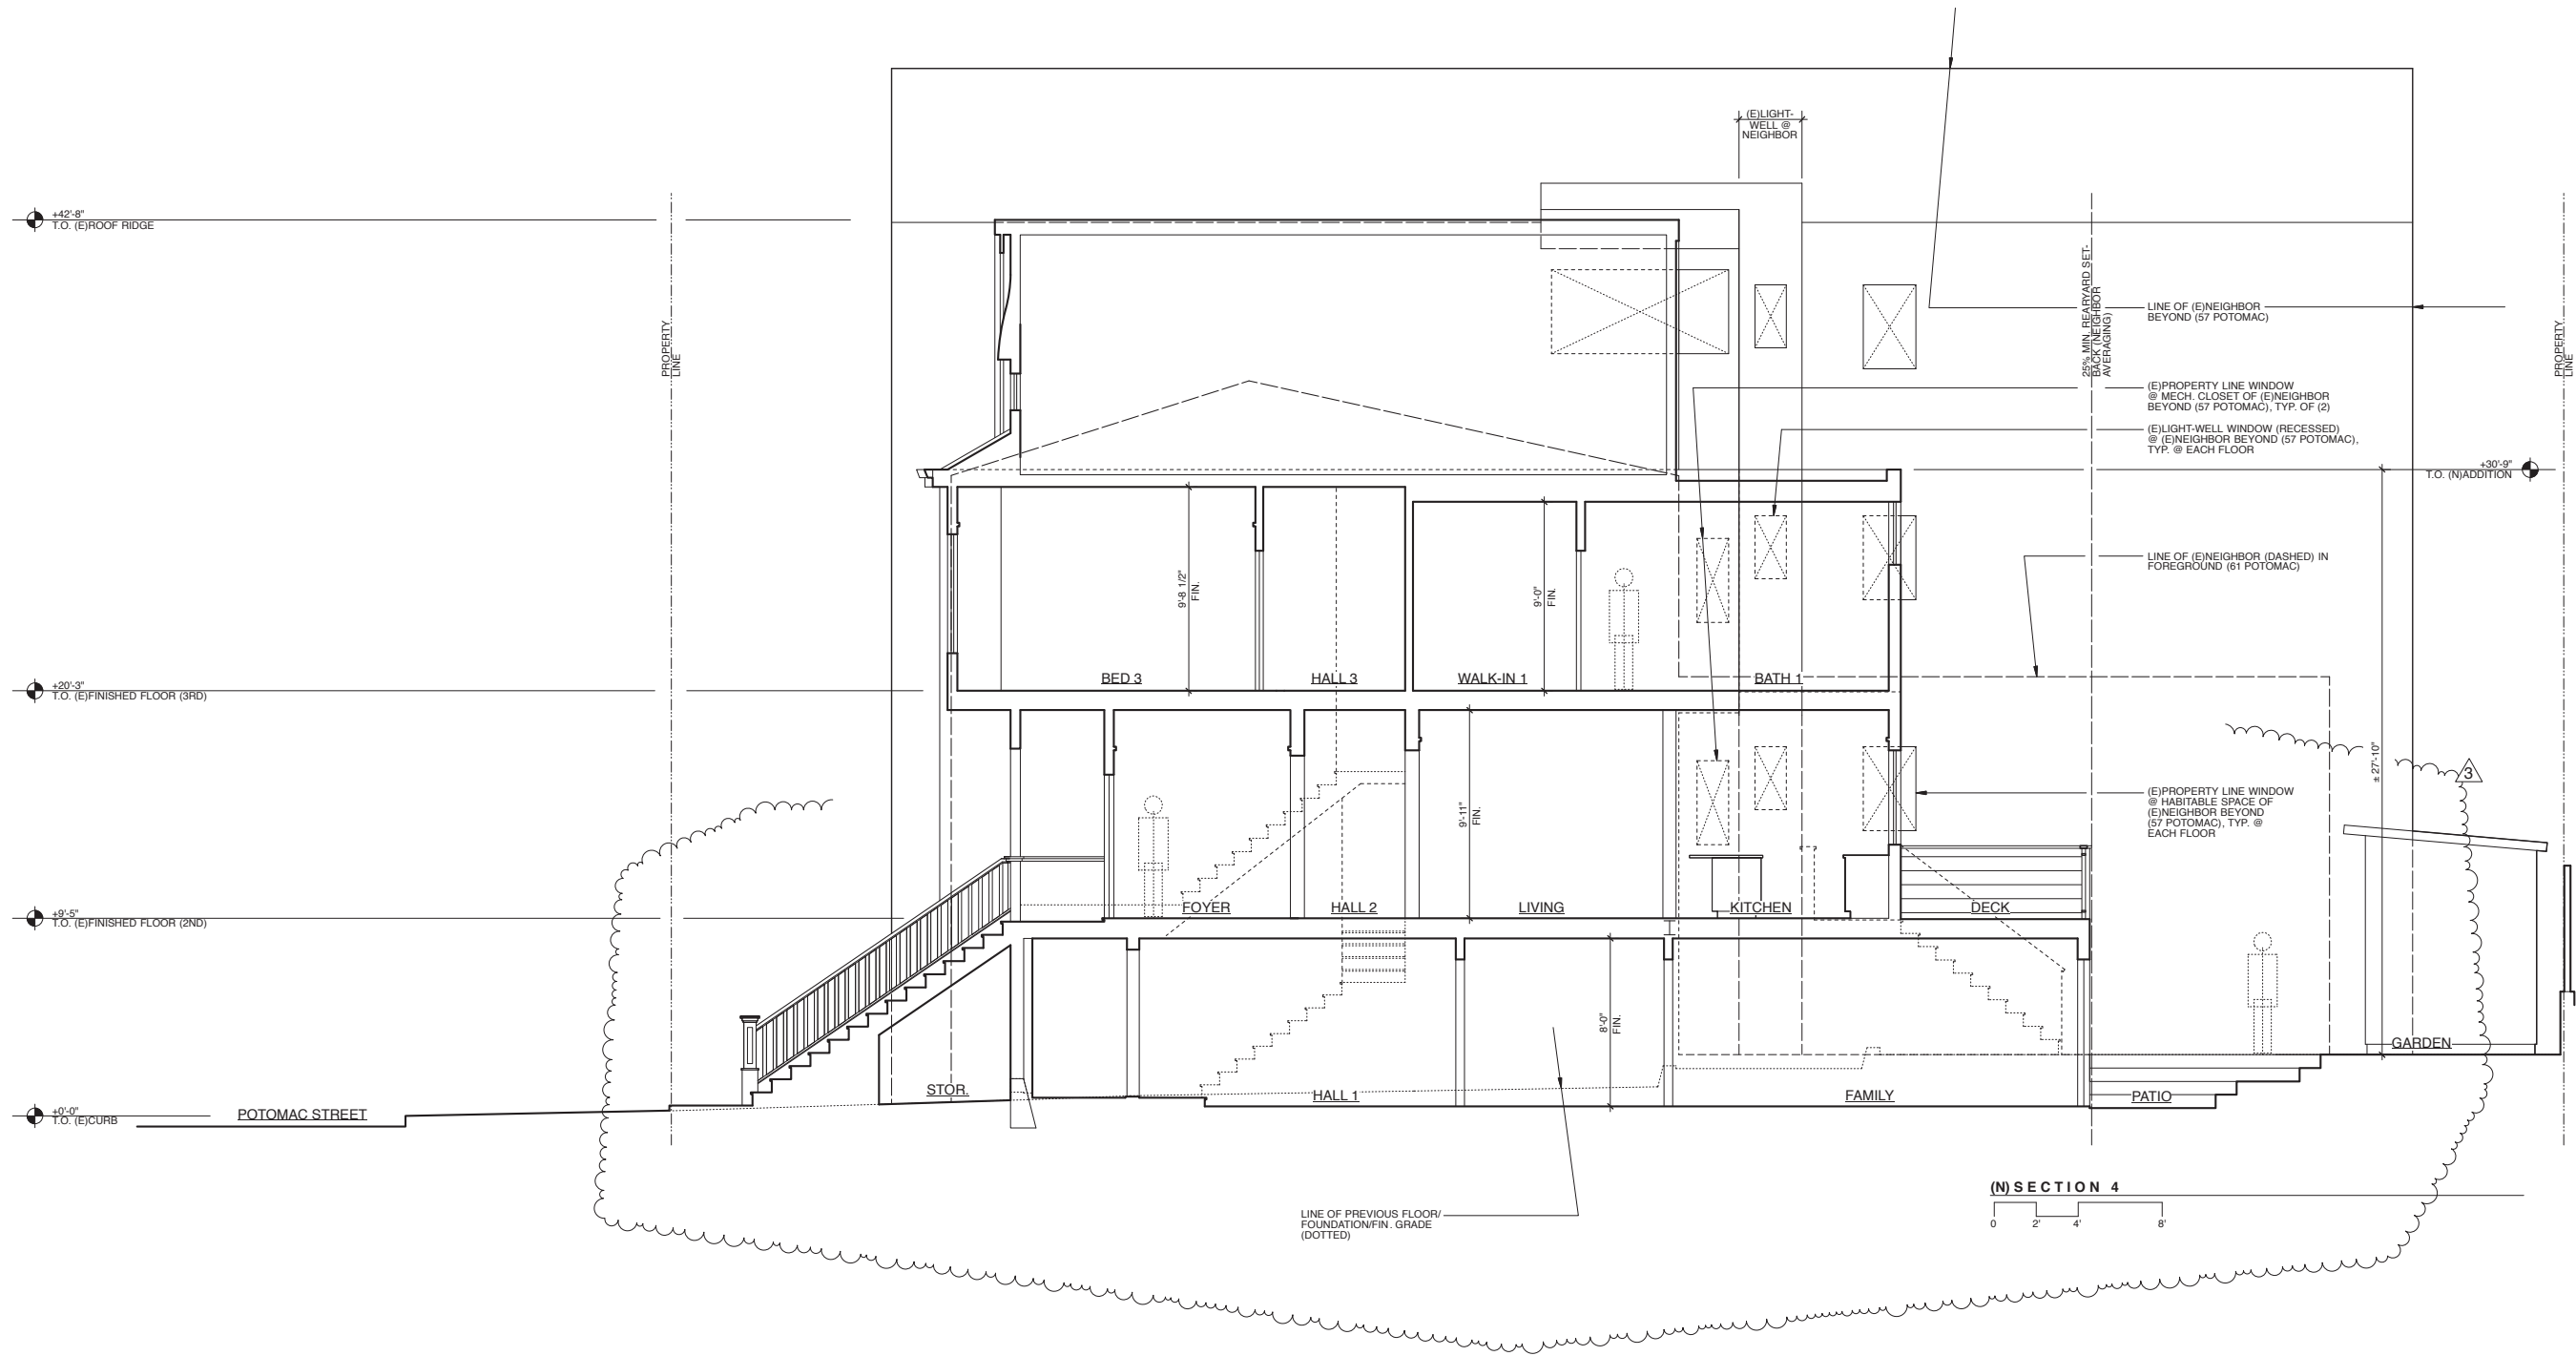 (E)LIGHT-
WELL @
NEIGHBOR
+42'-8"
T.O. (E)ROOF RIDGE
PROPERTY
LINE
25% MIN. REARYARD SET-
BACK (NEIGHBOR
AVERAGING)
LINE OF (E)NEIGHBOR
BEYOND (57 POTOMAC)
PROPERTY
LINE
(E)PROPERTY LINE WINDOW
@ MECH. CLOSET OF (E)NEIGHBOR
BEYOND (57 POTOMAC), TYP. OF (2)
(E)LIGHT-WELL WINDOW (RECESSED)
@ (E)NEIGHBOR BEYOND (57 POTOMAC),
TYP. @ EACH FLOOR
+30'-9"
T.O. (N)ADDITION
LINE OF (E)NEIGHBOR (DASHED) IN
FOREGROUND (61 POTOMAC)
9'-8 1/2"
FIN.
9'-0"
FIN.
BED 3
HALL 3
WALK-IN 1
BATH 1
+20'-3"
T.O. (E)FINISHED FLOOR (3RD)
± 27'-10"
3
(E)PROPERTY LINE WINDOW
@ HABITABLE SPACE OF
(E)NEIGHBOR BEYOND
(57 POTOMAC), TYP. @
EACH FLOOR
9'-11"
FIN.
FOYER
HALL 2
LIVING
KITCHEN
DECK
+9'-5"
T.O. (E)FINISHED FLOOR (2ND)
8'-0"
FIN.
GARDEN
STOR.
HALL 1
FAMILY
PATIO
+0'-0"
T.O. (E)CURB
POTOMAC STREET
LINE OF PREVIOUS FLOOR/
FOUNDATION/FIN. GRADE
(DOTTED)
(N) SECTION 4
0 2' 4' 8'